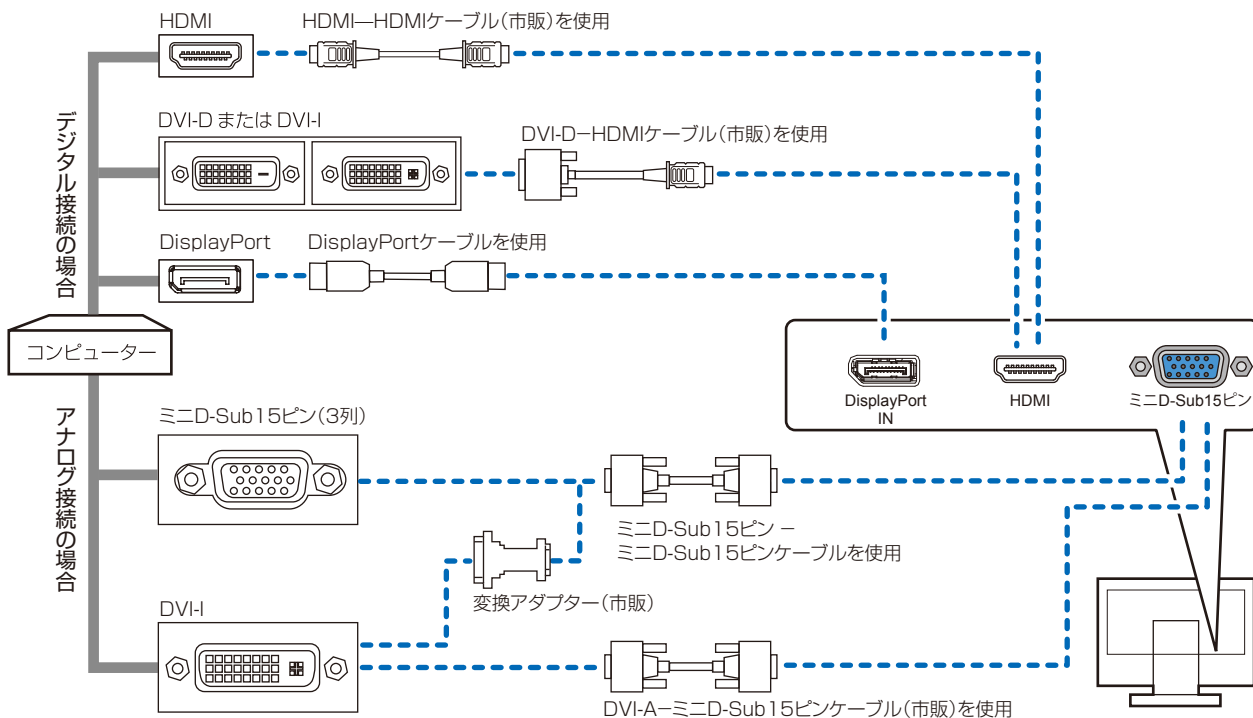 HDMI
HDMI―HDMIケーブル（市販）を使用
デジタル接続の場合
DVI-D または DVI-I
DVI-D－HDMIケーブル（市販）を使用
DisplayPort
DisplayPortケーブルを使用
コンピューター
DisplayPort
IN
HDMI
ミニD-Sub15ピン
アナログ接続の場合
ミニD-Sub15ピン（3列）
ミニD-Sub15ピン －
ミニD-Sub15ピンケーブルを使用
変換アダプター（市販）
DVI-I
DVI-A－ミニD-Sub15ピンケーブル（市販）を使用